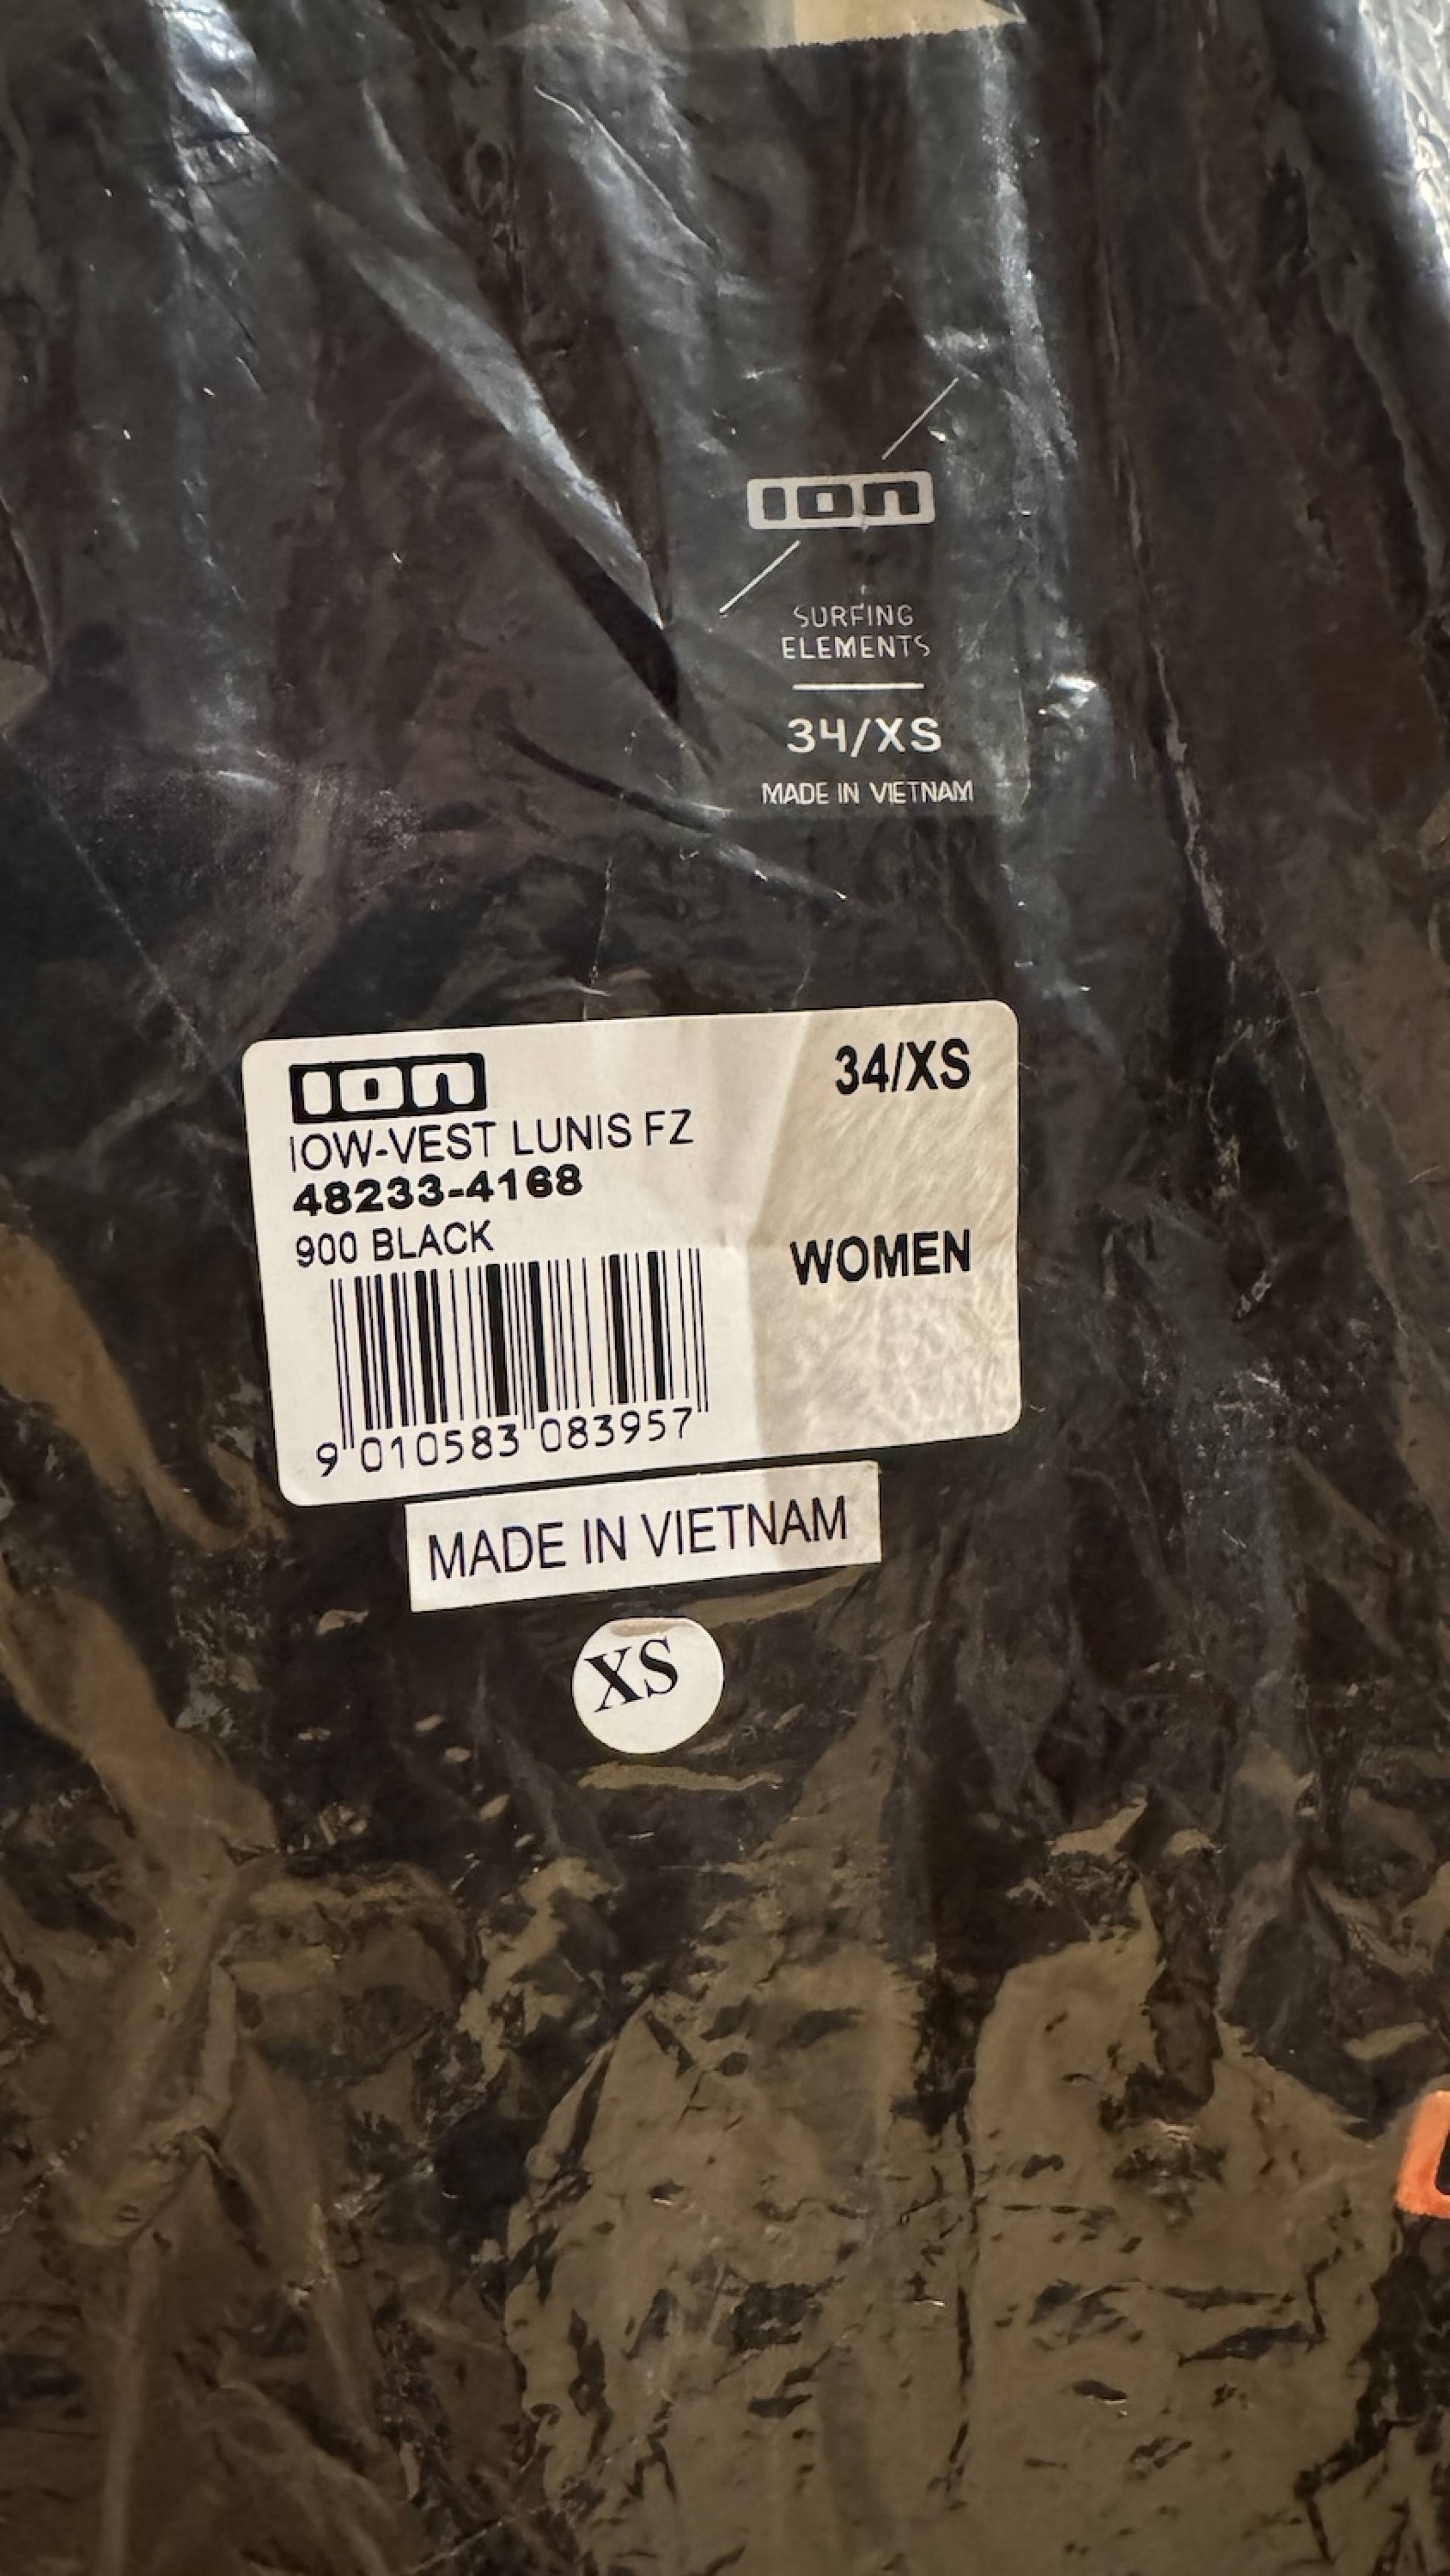 ion
SURFING
ELEMENTS
34/XS
MADE IN VIETNAM
ion
34/XS
IOW-VEST LUNIS FZ
48233-4168
900 BLACK
WOMEN
9 010583 083957
MADE IN VIETNAM
XS